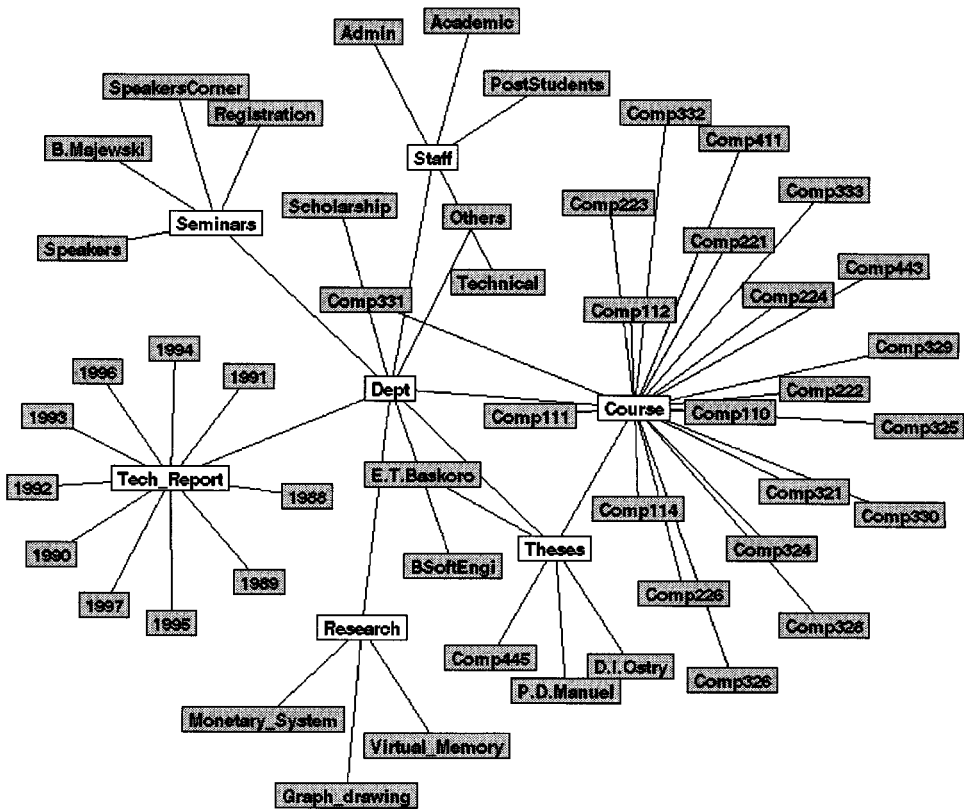 Academic
Admin
PostStudents
SpeakersCorner
Registration
Comp332
Comp411
B.Majewski
Staff
Comp333
Scholarship
Comp223
Seminars
Others
Speakers
Comp221
Comp443
Technical
Comp224
Comp331
Comp112
1994
Comp329
1996
1991
Dept
Comp222
1993
Course
Comp111
Comp110
Comp325
Tech_Report
E.T.Baskoro
1992
1988
Comp321
Comp114
Comp330
1990
Theses
Comp324
BSoftEngi
1989
1997
Comp226
1995
Research
Comp328
Comp445
D.I.Ostry
Comp326
P.D.Manuel
Monetary_System
Virtual_Memory
Graph_drawing